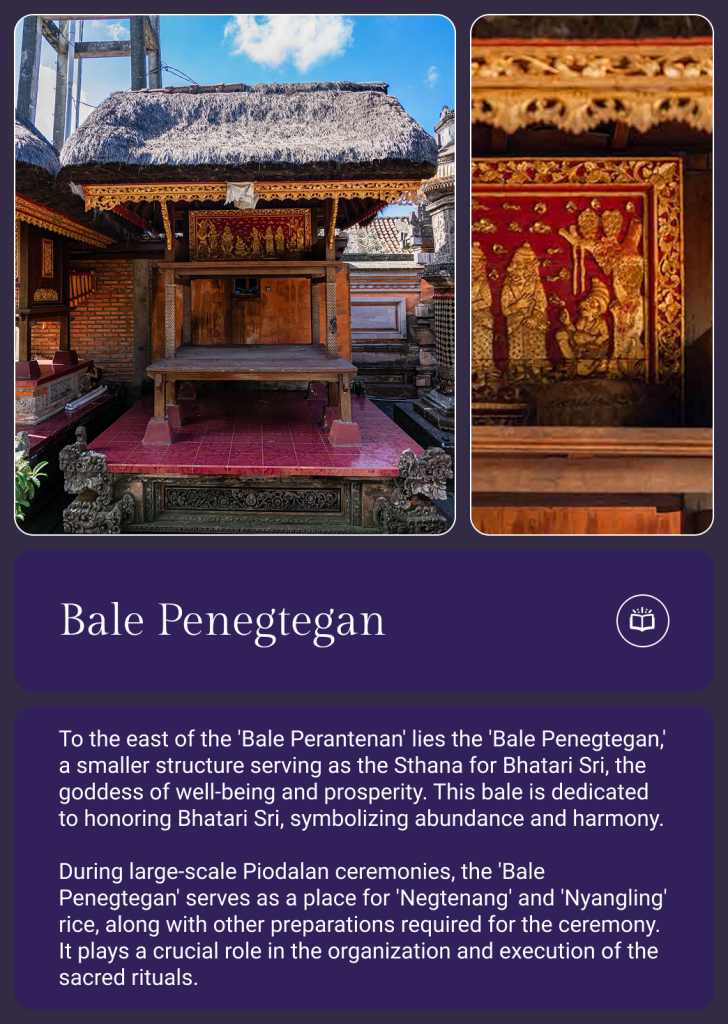 Bale Penegtegan
To the east of the 'Bale Perantenan' lies the 'Bale Penegtegan,'
a smaller structure serving as the Sthana for Bhatari Sri, the
goddess of well-being and prosperity. This bale is dedicated
to honoring Bhatari Sri, symbolizing abundance and harmony.
During large-scale Piodalan ceremonies, the 'Bale
Penegtegan' serves as a place for 'Negtenang' and 'Nyangling'
rice, along with other preparations required for the ceremony.
It plays a crucial role in the organization and execution of the
sacred rituals.